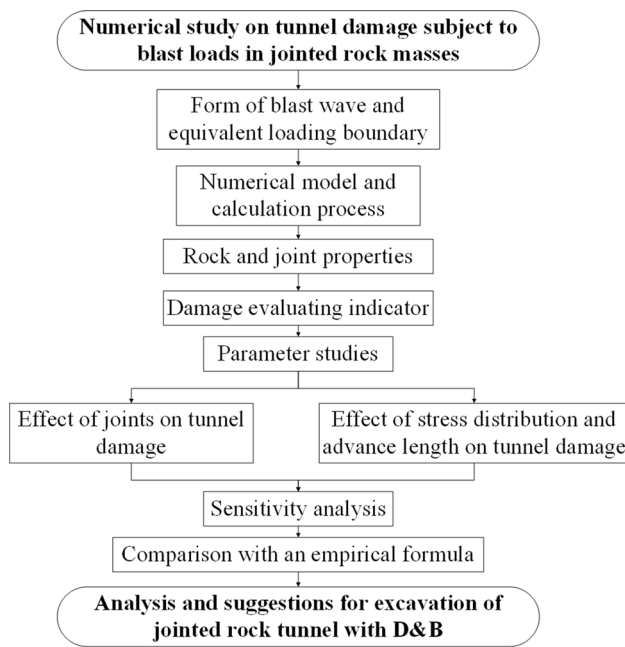 Numerical study on tunnel damage subject to
blast loads in jointed rock masses
Form of blast wave and
equivalent loading boundary
Numerical model and
calculation process
Rock and joint properties
Damage evaluating indicator
Parameter studies
Effect of joints on tunnel
damage
Effect of stress distribution and
advance length on tunnel damage
Sensitivity analysis
Comparison with an empirical formula
Analysis and suggestions for excavation of
jointed rock tunnel with D&B